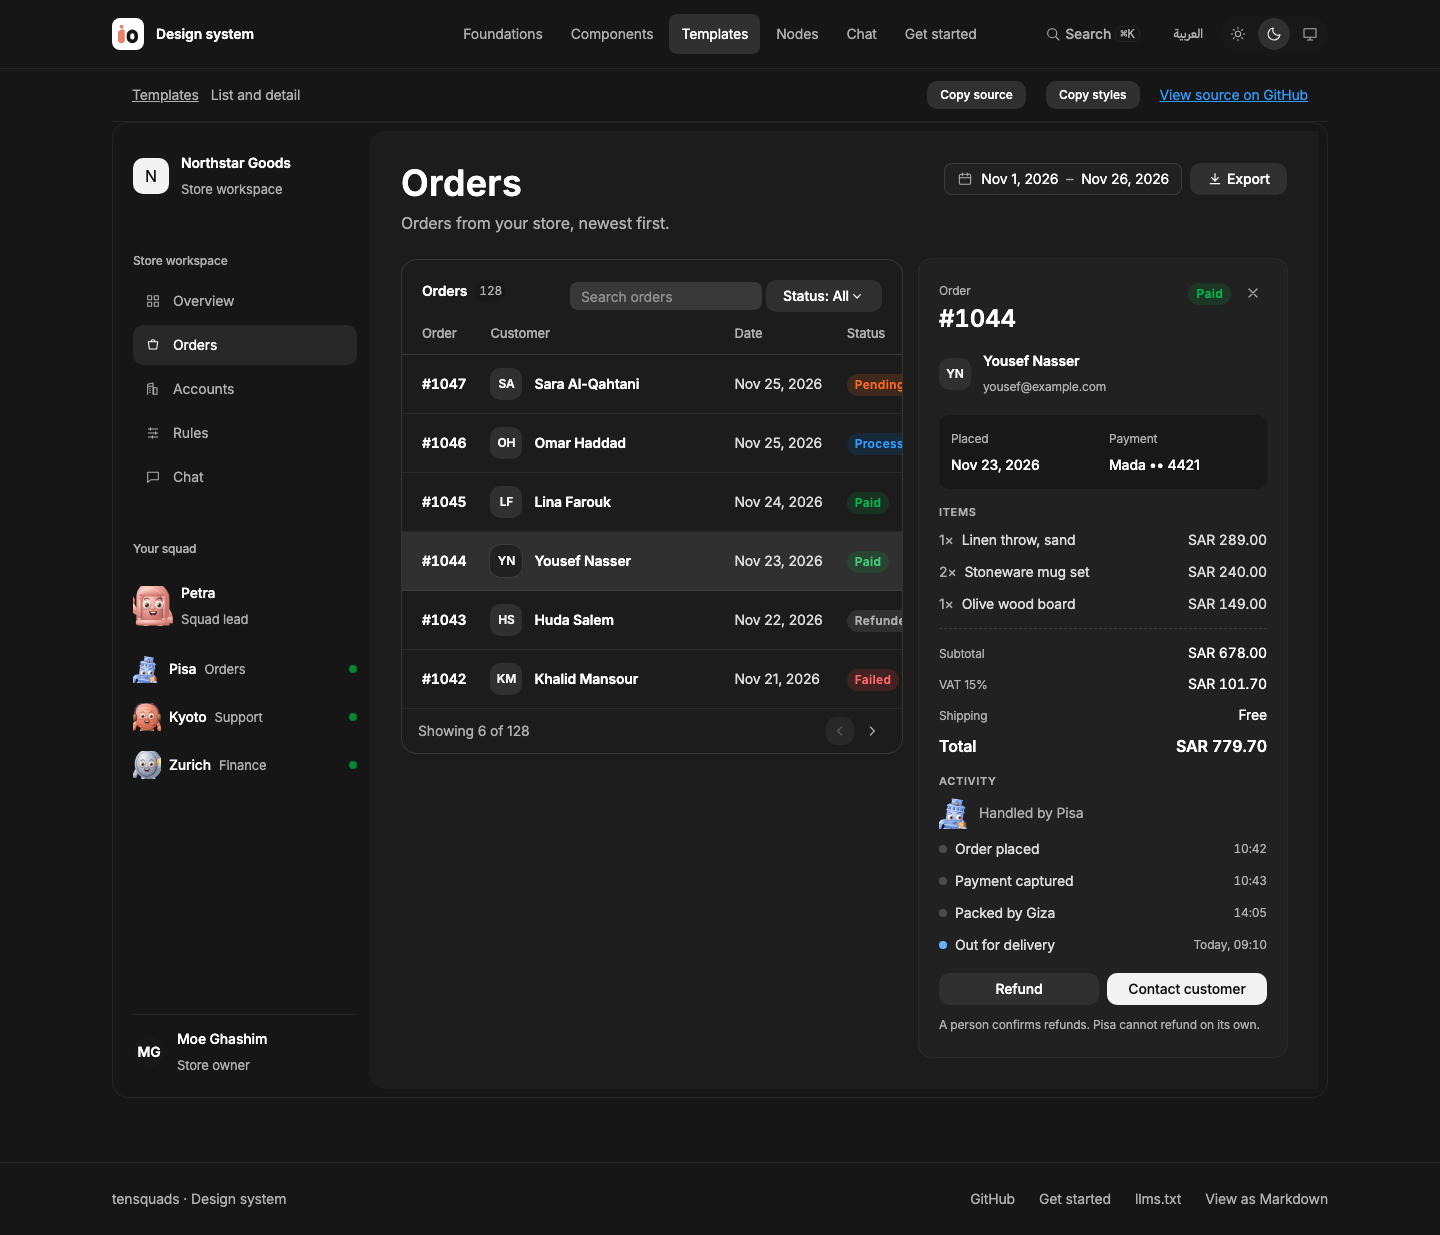 io Design system
Foundations Components Templates Nodes Chat Get started
Search ⌘K
العربية
Templates List and detail
Copy source Copy styles View source on GitHub
N
Northstar Goods
Store workspace
Store workspace
Overview
Orders
Accounts
Rules
Chat
Your squad
Petra
Squad lead
Pisa Orders
Kyoto Support
Zurich Finance
MG
Moe Ghashim
Store owner
Orders
Orders from your store, newest first.
Nov 1, 2026 – Nov 26, 2026
Export
Orders 128
Search orders
Status: All
Order Customer Date Status
#1047 SA Sara Al-Qahtani Nov 25, 2026 Pending
#1046 OH Omar Haddad Nov 25, 2026 Process
#1045 LF Lina Farouk Nov 24, 2026 Paid
#1044 YN Yousef Nasser Nov 23, 2026 Paid
#1043 HS Huda Salem Nov 22, 2026 Refunde
#1042 KM Khalid Mansour Nov 21, 2026 Failed
Showing 6 of 128
Order
#1044
Paid
YN
Yousef Nasser
yousef@example.com
Placed Payment
Nov 23, 2026 Mada •• 4421
ITEMS
1× Linen throw, sand SAR 289.00
2× Stoneware mug set SAR 240.00
1× Olive wood board SAR 149.00
Subtotal SAR 678.00
VAT 15% SAR 101.70
Shipping Free
Total SAR 779.70
ACTIVITY
Handled by Pisa
Order placed 10:42
Payment captured 10:43
Packed by Giza 14:05
Out for delivery Today, 09:10
Refund Contact customer
A person confirms refunds. Pisa cannot refund on its own.
tensquads · Design system
GitHub Get started llms.txt View as Markdown